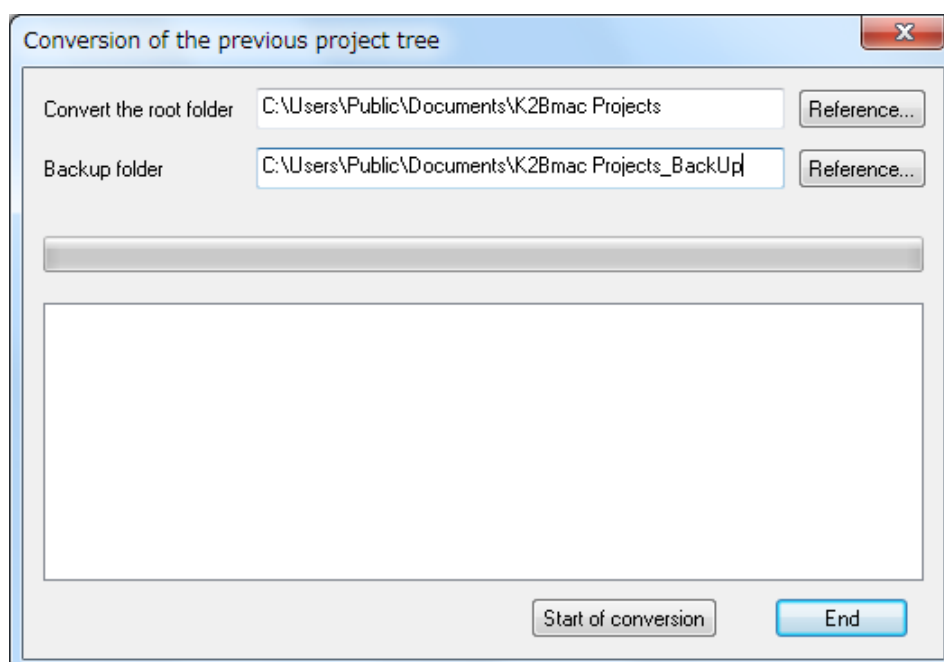 Conversion of the previous project tree
Convert the root folder C:\Users\Public\Documents\K2Bmac Projects Reference...
Backup folder C:\Users\Public\Documents\K2Bmac Projects_BackUp Reference...
Start of conversion End